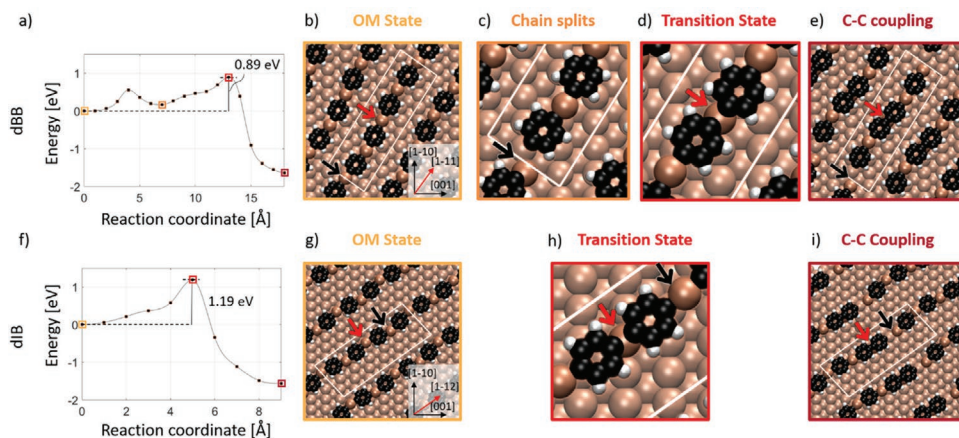 a)
dBB
Energy [eV]
1
0
-1
-2
0 5 10 15
Reaction coordinate [Å]
0.89 eV
b) OM State
[1-10]
[1-11]
[001]
c) Chain splits
d) Transition State
e) C-C coupling
f)
dIB
Energy [eV]
1
0
-1
-2
0 2 4 6 8
Reaction coordinate [Å]
1.19 eV
g) OM State
[1-10]
[1-12]
[001]
h) Transition State
i) C-C Coupling